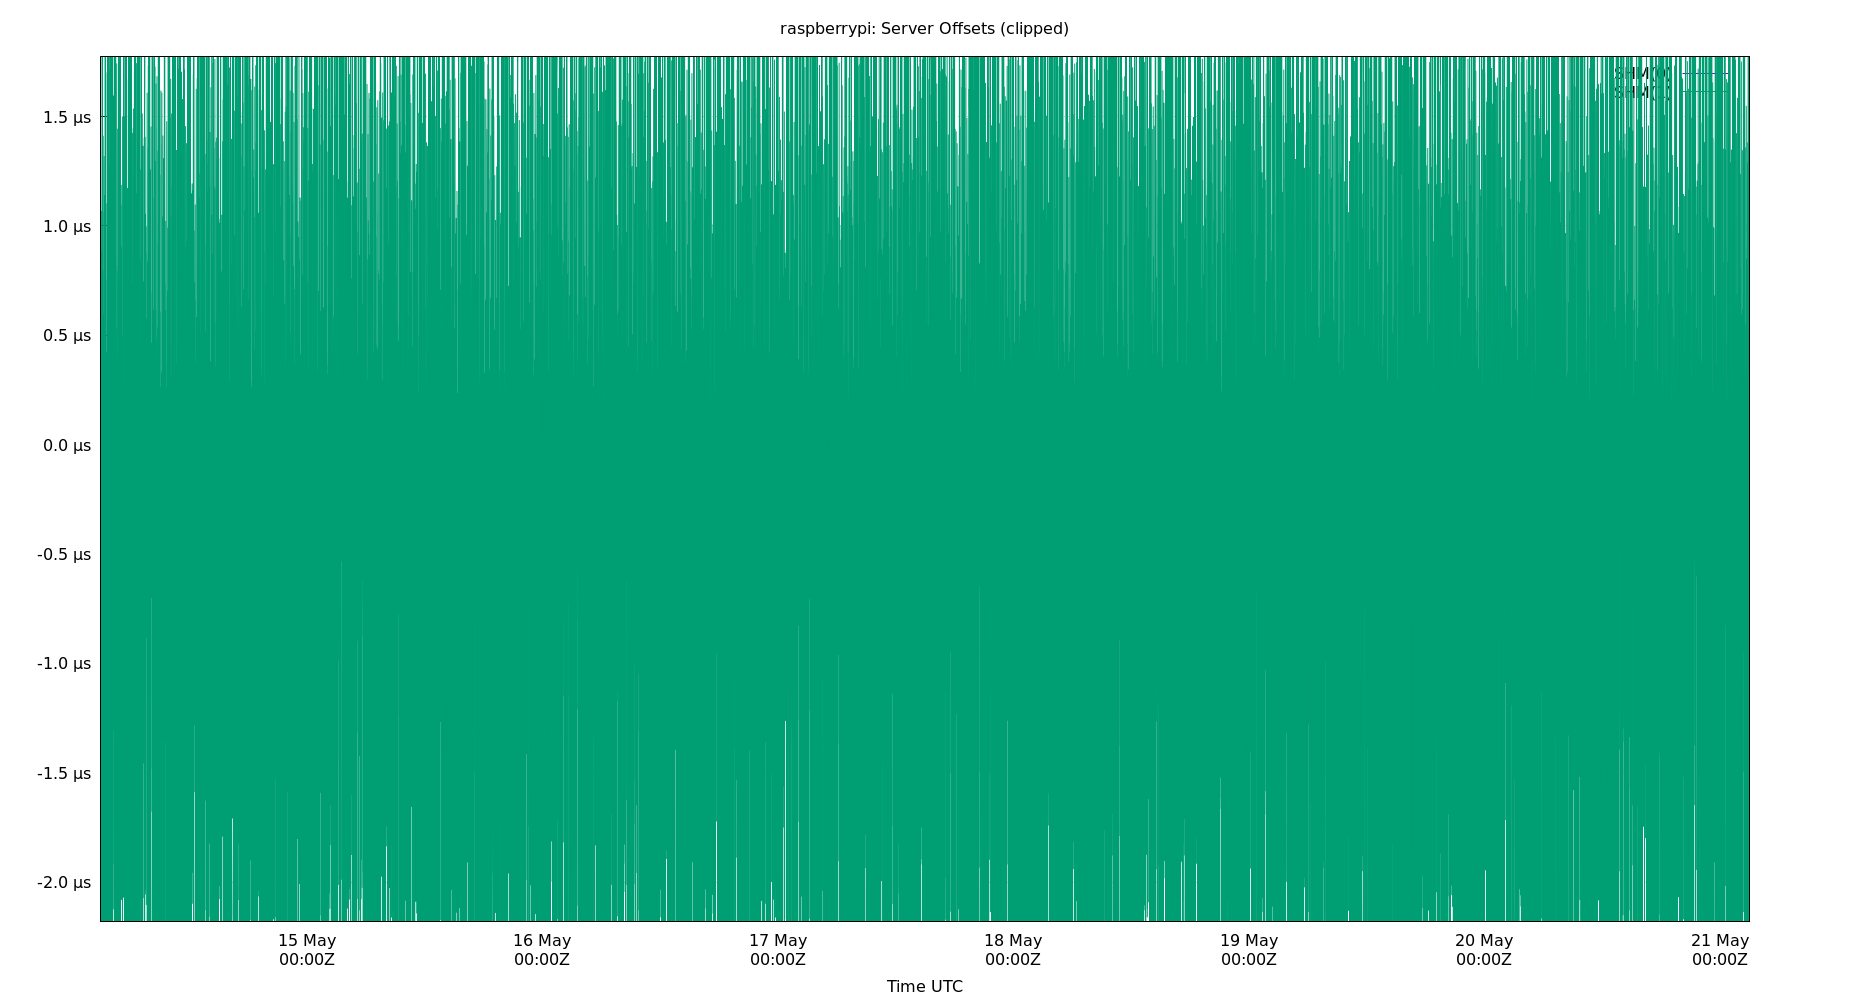 raspberrypi: Server Offsets (clipped)
SHM(0)
1.5 µs
1.0 µs
0.5 µs
0.0 µs
-0.5 µs
-1.0 µs
-1.5 µs
-2.0 µs
15 May
00:00Z
16 May
00:00Z
17 May
00:00Z
18 May
00:00Z
19 May
00:00Z
20 May
00:00Z
21 May
00:00Z
Time UTC